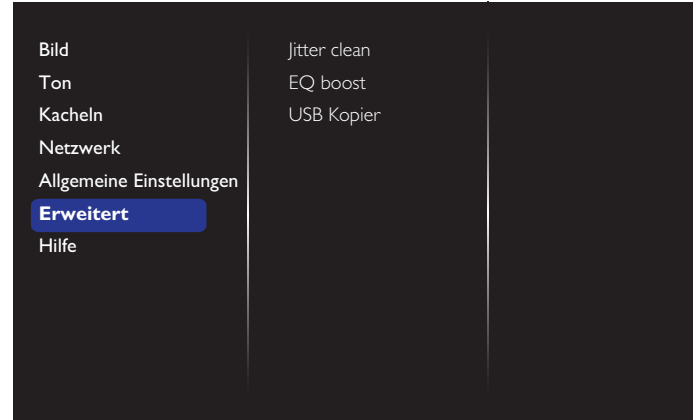 Bild
Ton
Kacheln
Netzwerk
Allgemeine Einstellungen
Erweitert
Hilfe
Jitter clean
EQ boost
USB Kopier